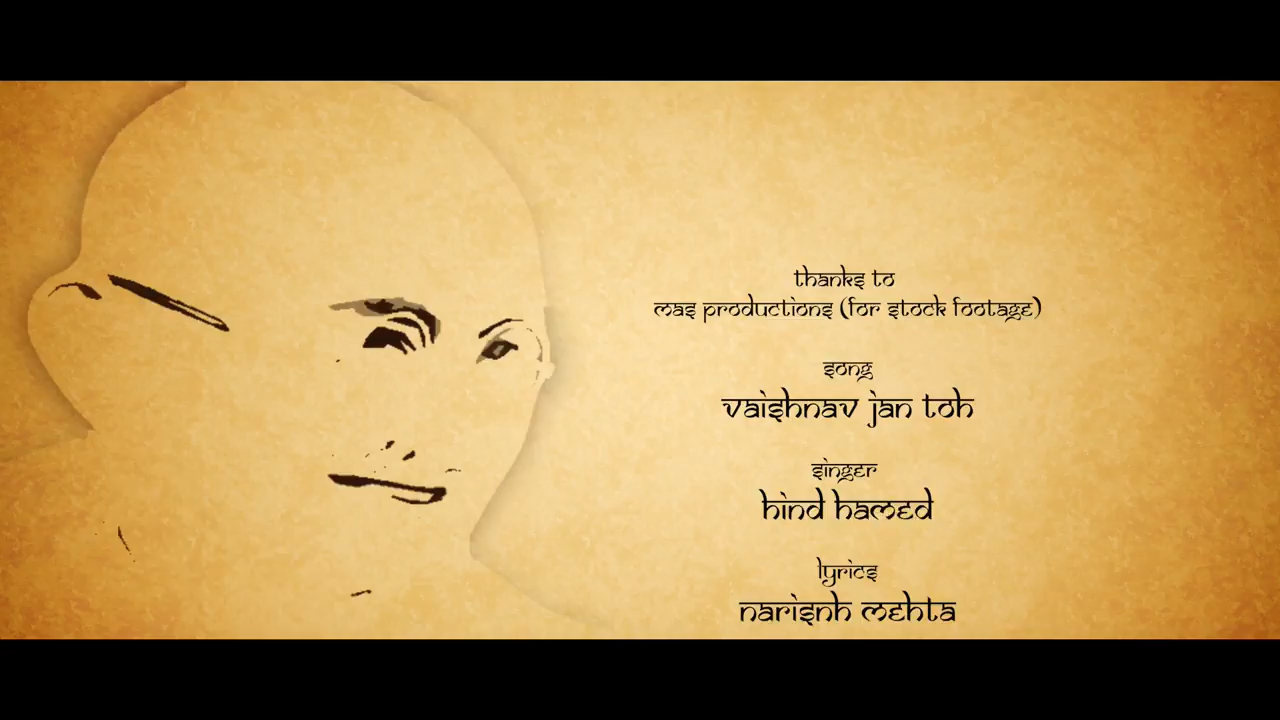 thanks to
mas productions (for stock footage)
song
vaishnav jan toh
singer
hind hamed
lyrics
narisnh mehta